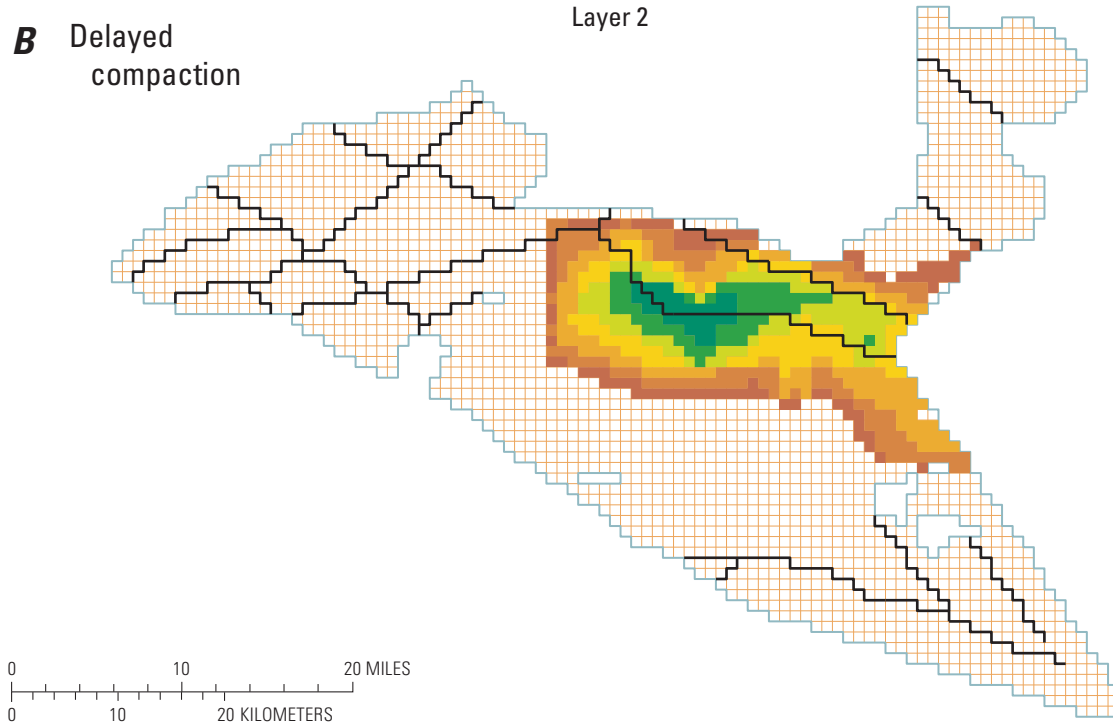 Layer 2
B Delayed
compaction
0 10 20 MILES
0 10 20 KILOMETERS